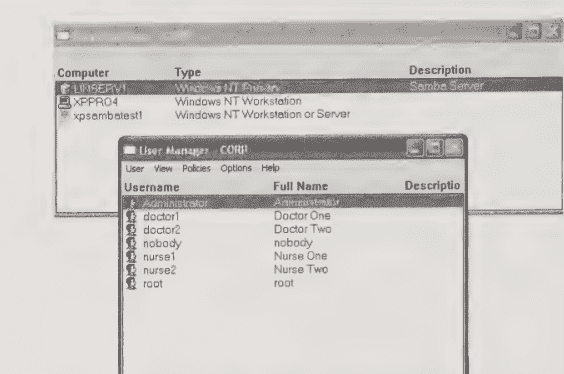 Computer Type Description
LINSERV1 Windows NT Primary Samba Server
XPPRO4 Windows NT Workstation
xpsambatest1 Windows NT Workstation or Server
User Manager - CORP
User View Policies Options Help
Username Full Name Descriptio
Administrator Administrator
doctor1 Doctor One
doctor2 Doctor Two
nobody nobody
nurse1 Nurse One
nurse2 Nurse Two
root root